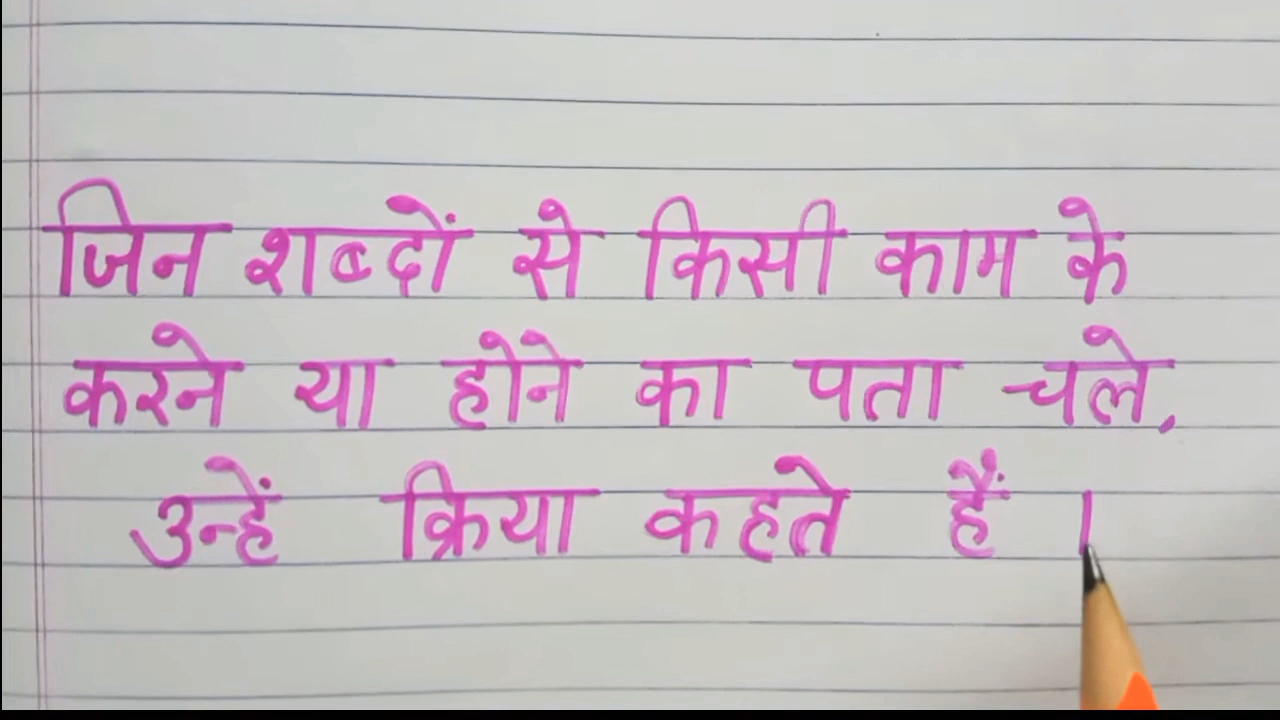 जिन शब्दों से किसी काम के
करने या होने का पता चले,
उन्हें क्रिया कहते हैं ।